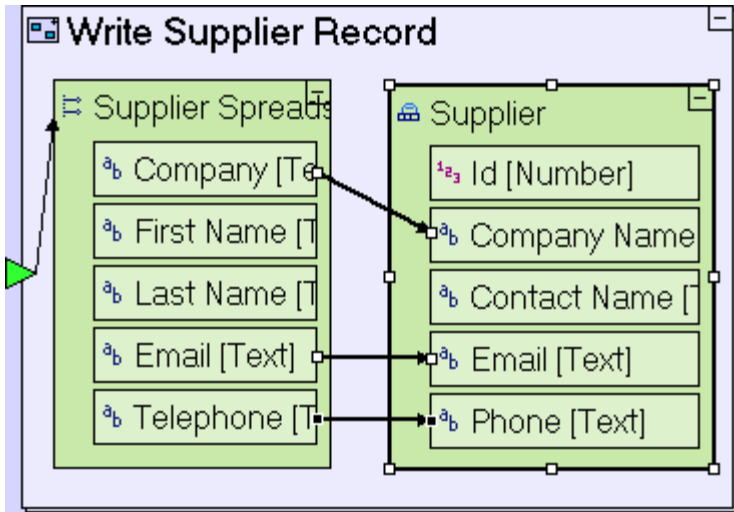 Write Supplier Record
Supplier Spreads
Company [Te
First Name [T
Last Name [T
Email [Text]
Telephone [T
Supplier
Id [Number]
Company Name
Contact Name [T
Email [Text]
Phone [Text]